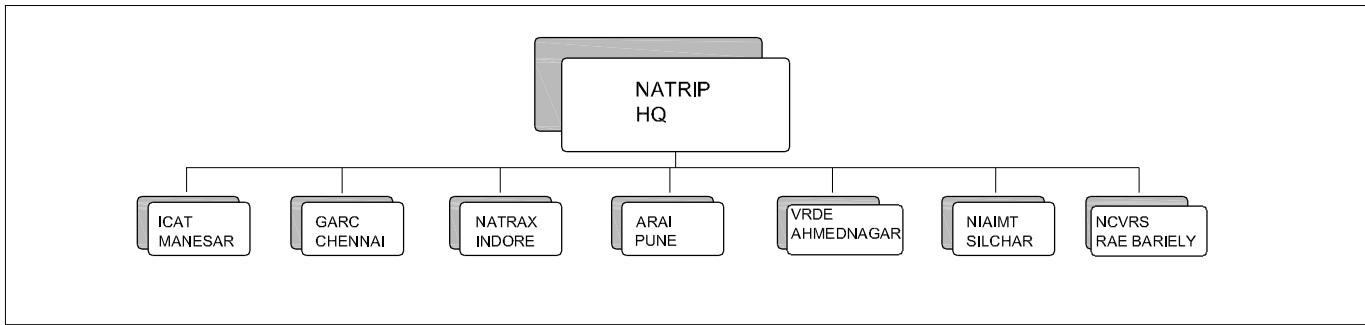 NATRIP
HQ
ICAT
MANESAR
GARC
CHENNAI
NATRAX
INDORE
ARAI
PUNE
VRDE
AHMEDNAGAR
NIAIMT
SILCHAR
NCVRS
RAE BARIELY